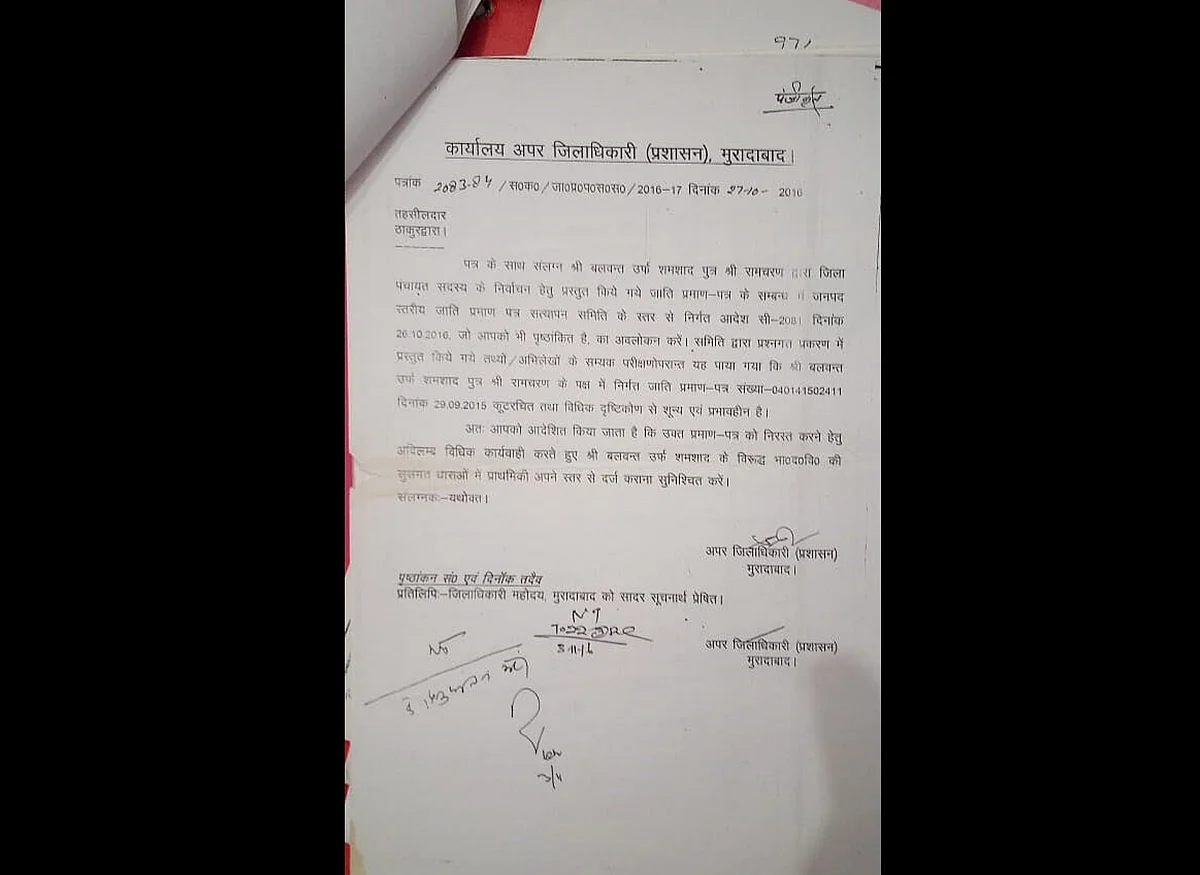 971
कार्यालय अपर जिलाधिकारी (प्रशासन), मुरादाबाद।
पत्रांक 2083-84 / स०क० / जा०प्र०प०स०स० / 2016–17 दिनांक 27-10- 2016
तहसीलदार
ठाकुरद्वारा।
पत्र के साथ संलग्न श्री बलवन्त उर्फ शमशाद पुत्र श्री रामचरण द्वारा जिला
पंचायत सदस्य के निर्वाचन हेतु प्रस्तुत किये गये जाति प्रमाण–पत्र के सम्बन्ध में जनपद
स्तरीय जाति प्रमाण पत्र सत्यापन समिति के स्तर से निर्गत आदेश सी–2081 दिनांक
26.10.2016, जो आपको भी पृष्ठांकित है, का अवलोकन करें। समिति द्वारा प्रश्नगत प्रकरण में
प्रस्तुत किये गये तथ्यों/अभिलेखों के सम्यक परीक्षणोपरान्त यह पाया गया कि श्री बलवन्त
उर्फ शमशाद पुत्र श्री रामचरण के पक्ष में निर्गत जाति प्रमाण–पत्र संख्या–040141502411
दिनांक 29.09.2015 कूटरचित तथा विधिक दृष्टिकोण से शून्य एवं प्रभावहीन है।
अतः आपको आदेशित किया जाता है कि उक्त प्रमाण–पत्र को निरस्त करने हेतु
अविलम्ब विधिक कार्यवाही करते हुए श्री बलवन्त उर्फ शमशाद के विरूद्ध भा०द०वि० की
सुसंगत धाराओं में प्राथमिकी अपने स्तर से दर्ज कराना सुनिश्चित करें।
संलग्नकः–यथोक्त।
अपर जिलाधिकारी (प्रशासन)
मुरादाबाद।
पृष्ठांकन सं० एवं दिनॉक तदैव
प्रतिलिपिः–जिलाधिकारी महोदय, मुरादाबाद को सादर सूचनार्थ प्रेषित।
अपर जिलाधिकारी (प्रशासन)
मुरादाबाद।